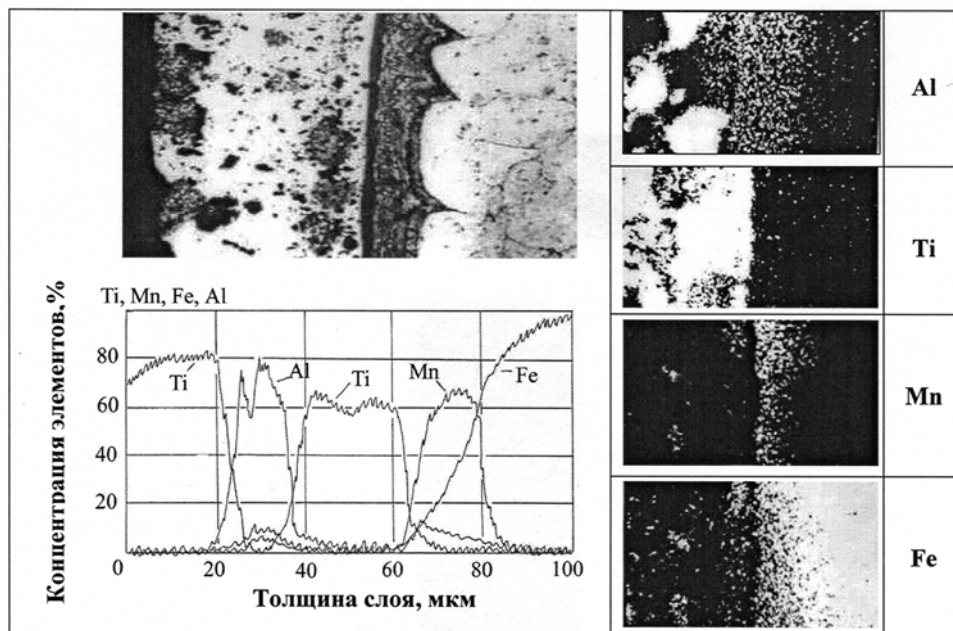 Al
Ti
Mn
Fe
Ti, Mn, Fe, Al
Концентрация элементов.%
80
60
40
20
0
Ti
Al
Ti
Mn
Fe
0 20 40 60 80 100
Толщина слоя, мкм